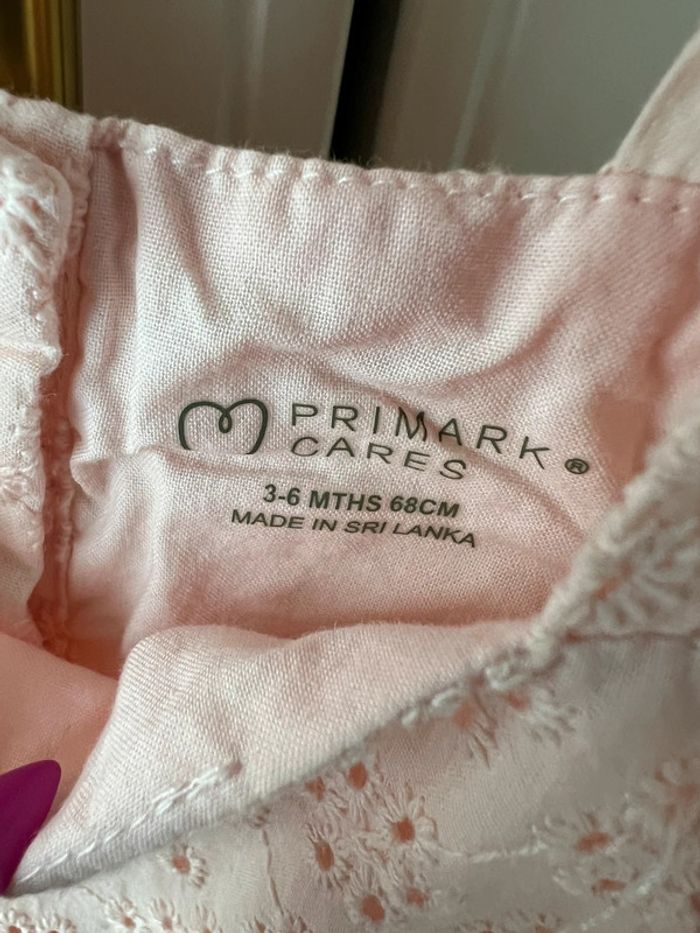 PRIMARK
CARES®
3-6 MTHS 68CM
MADE IN SRI LANKA